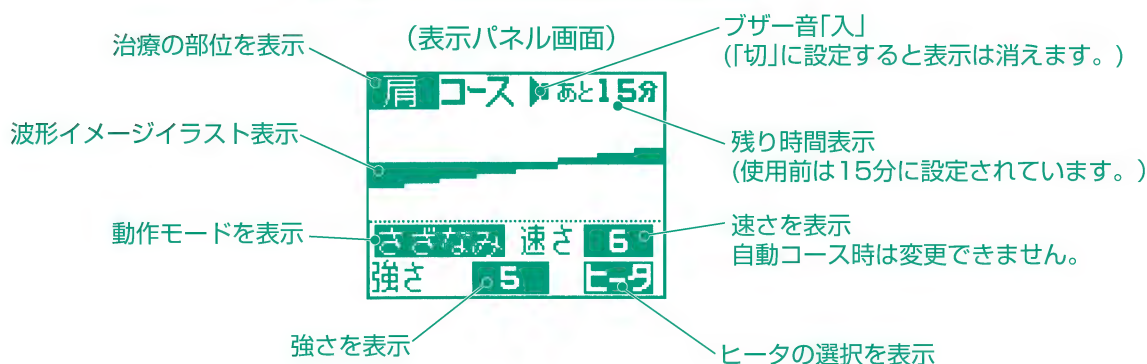 治療の部位を表示
(表示パネル画面)
ブザー音「入」
(「切」に設定すると表示は消えます。)
肩 コース あと15分
波形イメージイラスト表示
残り時間表示
(使用前は15分に設定されています。)
動作モードを表示
さざなみ 速さ 6
速さを表示
自動コース時は変更できません。
強さ 5 ヒータ
強さを表示
ヒータの選択を表示